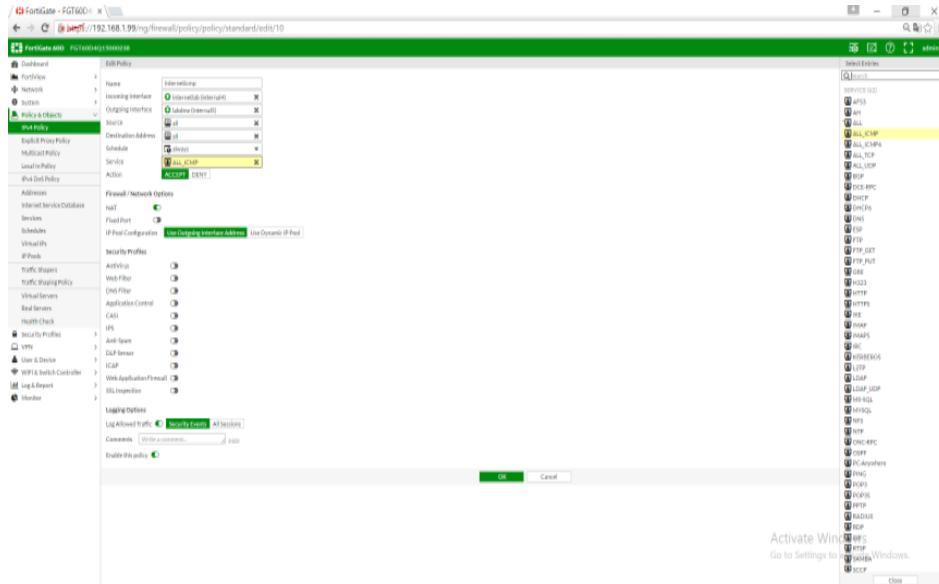 FortiGate - FGT60D4
https://192.168.1.99/ng/firewall/policy/policy/standard/edit/10
FortiGate 60D FGT60D4Q15000238
admin
Dashboard
FortiView
Network
System
Policy & Objects
IPv4 Policy
Explicit Proxy Policy
Multicast Policy
Local In Policy
IPv4 DoS Policy
Addresses
Internet Service Database
Services
Schedules
Virtual IPs
IP Pools
Traffic Shapers
Traffic Shaping Policy
Virtual Servers
Real Servers
Health Check
Security Profiles
VPN
User & Device
WiFi & Switch Controller
Log & Report
Monitor
Edit Policy
Name
Incoming Interface
Outgoing Interface
Source all
Destination Address all
Schedule always
Service ALL_ICMP
Action ACCEPT DENY
Firewall / Network Options
NAT
Fixed Port
IP Pool Configuration Use Outgoing Interface Address Use Dynamic IP Pool
Security Profiles
AntiVirus
Web Filter
DNS Filter
Application Control
CASI
IPS
Anti-Spam
DLP Sensor
ICAP
Web Application Firewall
SSL Inspection
Logging Options
Log Allowed Traffic Security Events All Sessions
Comments Write a comment...
Enable this policy
OK Cancel
Select Entries
Search
SERVICE
AFS3
AH
ALL
ALL_ICMP
ALL_ICMP6
ALL_TCP
ALL_UDP
BGP
DCE-RPC
DHCP
DHCP6
DNS
ESP
FTP
FTP_GET
FTP_PUT
GRE
H323
HTTP
HTTPS
IKE
IMAP
IMAPS
IRC
KERBEROS
L2TP
LDAP
LDAP_UDP
MS-SQL
MYSQL
NFS
NTP
ONC-RPC
OSPF
PC-Anywhere
PING
POP3
POP3S
PPTP
RADIUS
RDP
RIP
RTSP
SAMBA
SCCP
Close
Activate Windows
Go to Settings to activate Windows.